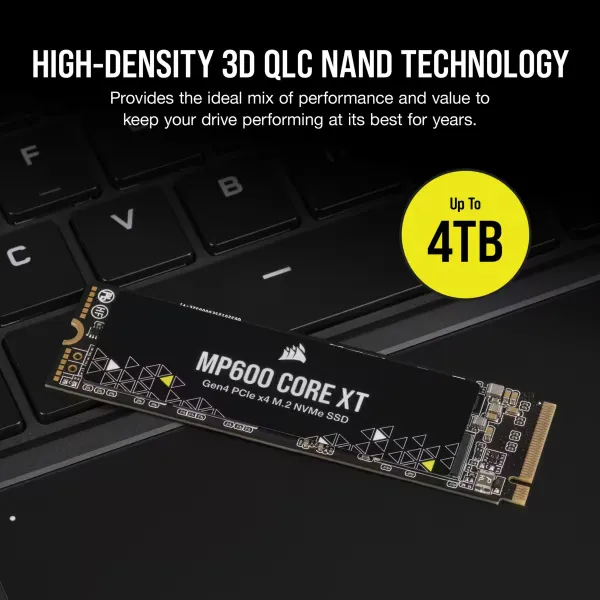 HIGH-DENSITY 3D QLC NAND TECHNOLOGY
Provides the ideal mix of performance and value to
keep your drive performing at its best for years.
F
B
V
C
Up To
4TB
MP600 CORE XT
Gen4 PCIe x4 M.2 NVMe SSD